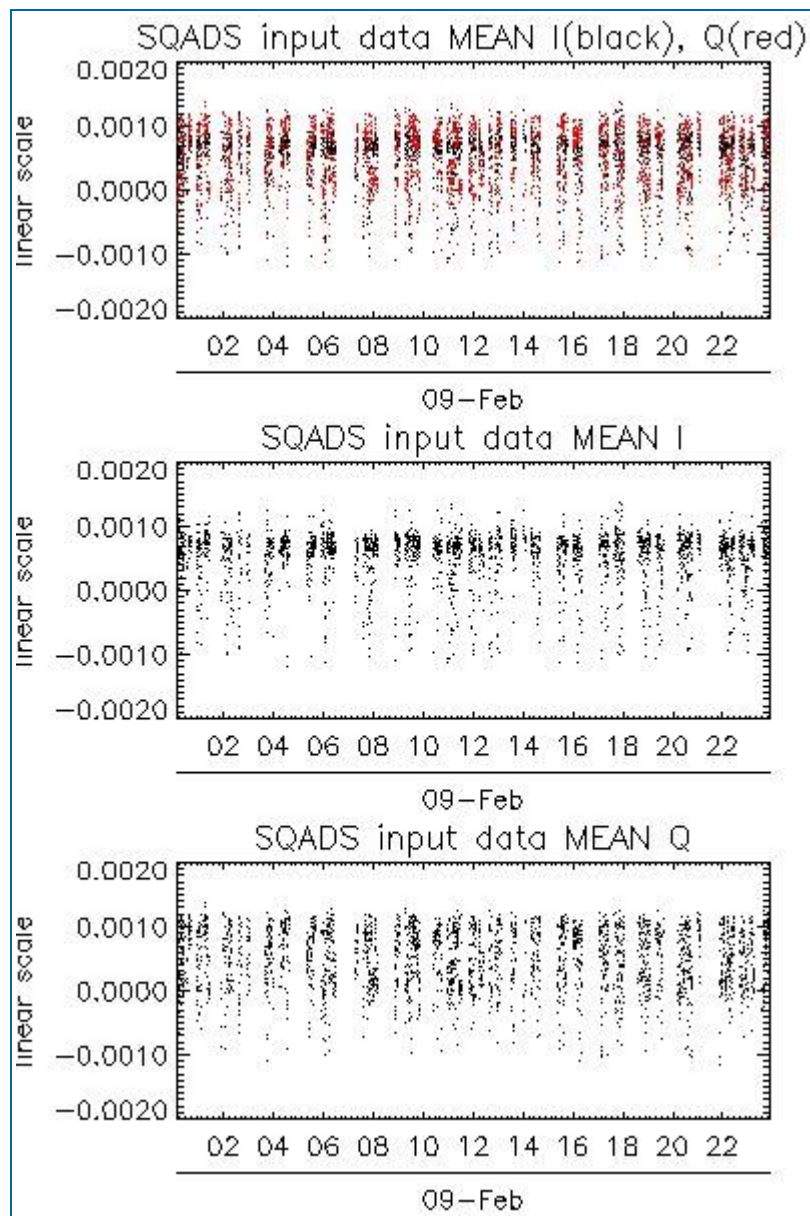 SQADS input data MEAN I(black), Q(red)
0.0020
0.0010
0.0000
−0.0010
−0.0020
linear scale
02 04 06 08 10 12 14 16 18 20 22
09−Feb
SQADS input data MEAN I
0.0020
0.0010
0.0000
−0.0010
−0.0020
linear scale
02 04 06 08 10 12 14 16 18 20 22
09−Feb
SQADS input data MEAN Q
0.0020
0.0010
0.0000
−0.0010
−0.0020
linear scale
02 04 06 08 10 12 14 16 18 20 22
09−Feb